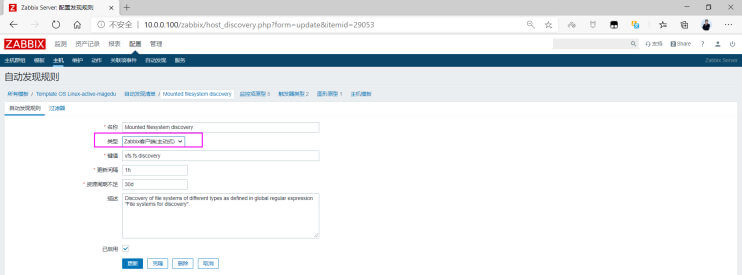 Zabbix Server: 配置发现规则
不安全 | 10.0.0.100/zabbix/host_discovery.php?form=update&itemid=29053
ZABBIX 监测 资产记录 报表 配置 管理 支持 Share ?
主机群组 模板 主机 维护 动作 关联项事件 自动发现 服务 Zabbix Server
自动发现规则
所有模板 / Template OS Linux-active-magedu 自动发现清单 / Mounted filesystem discovery 监控项原型 5 触发器类型 2 图形原型 1 主机模板
自动发现规则 过滤器
* 名称 Mounted filesystem discovery
类型 Zabbix客户端(主动式)
* 键值 vfs.fs.discovery
* 更新间隔 1h
* 资源周期不足 30d
描述 Discovery of file systems of different types as defined in global regular expression
"File systems for discovery".
已启用
更新 克隆 删除 取消